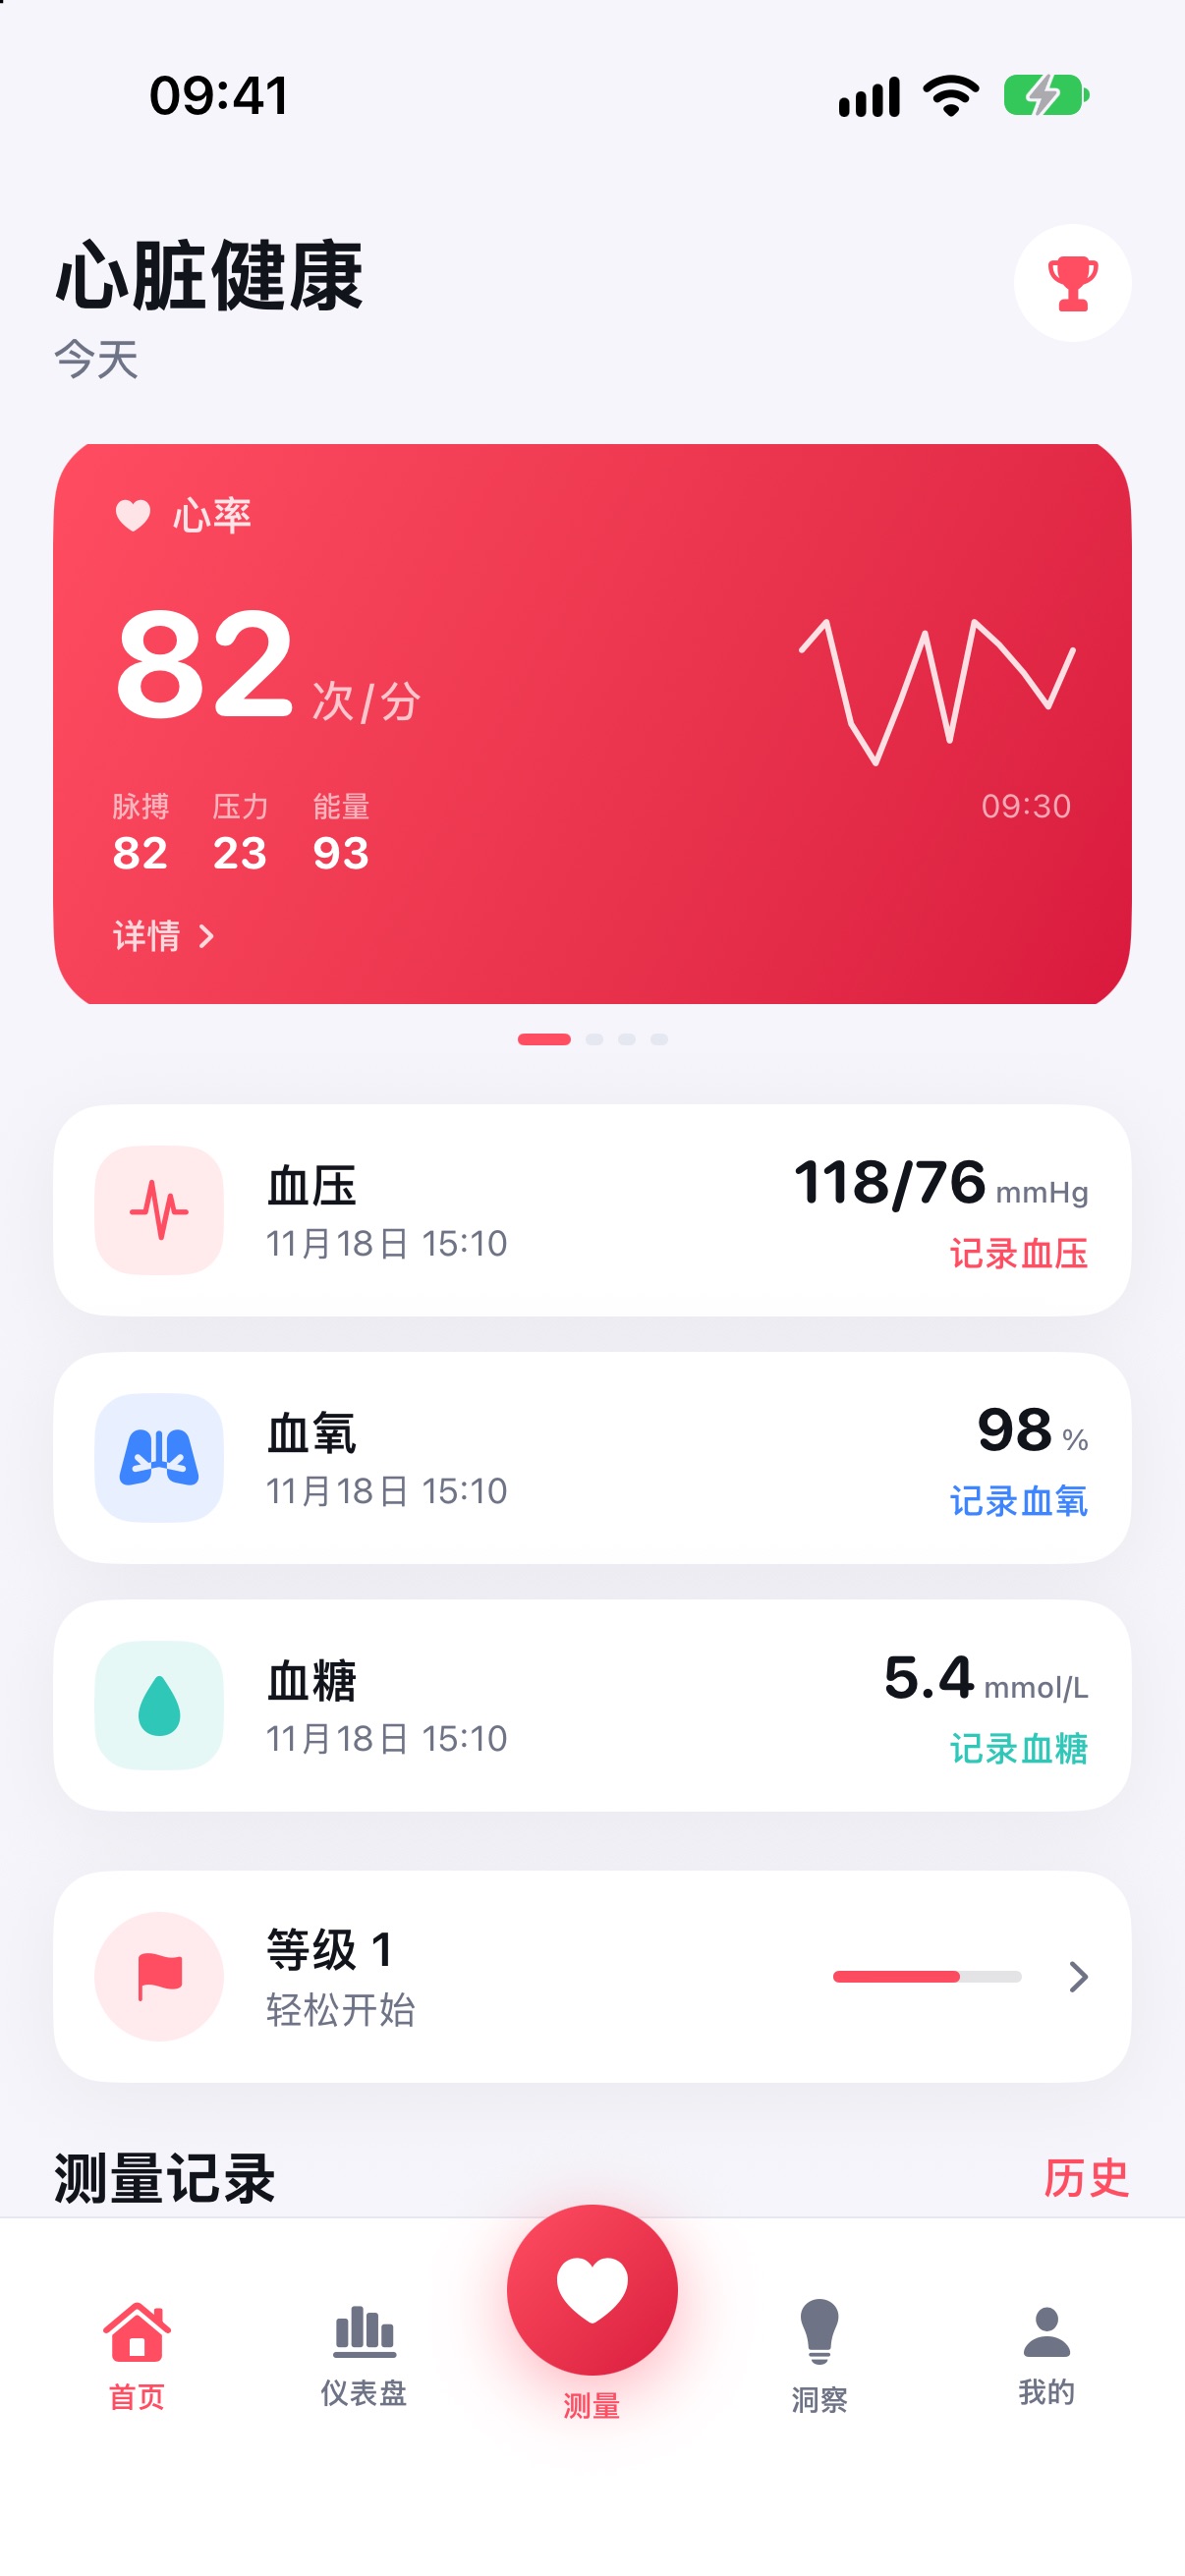 09:41
心脏健康
今天
心率
82 次/分
脉搏 压力 能量
82 23 93
09:30
详情
血压
11月18日 15:10
118/76 mmHg
记录血压
血氧
11月18日 15:10
98 %
记录血氧
血糖
11月18日 15:10
5.4 mmol/L
记录血糖
等级 1
轻松开始
测量记录
历史
首页
仪表盘
测量
洞察
我的